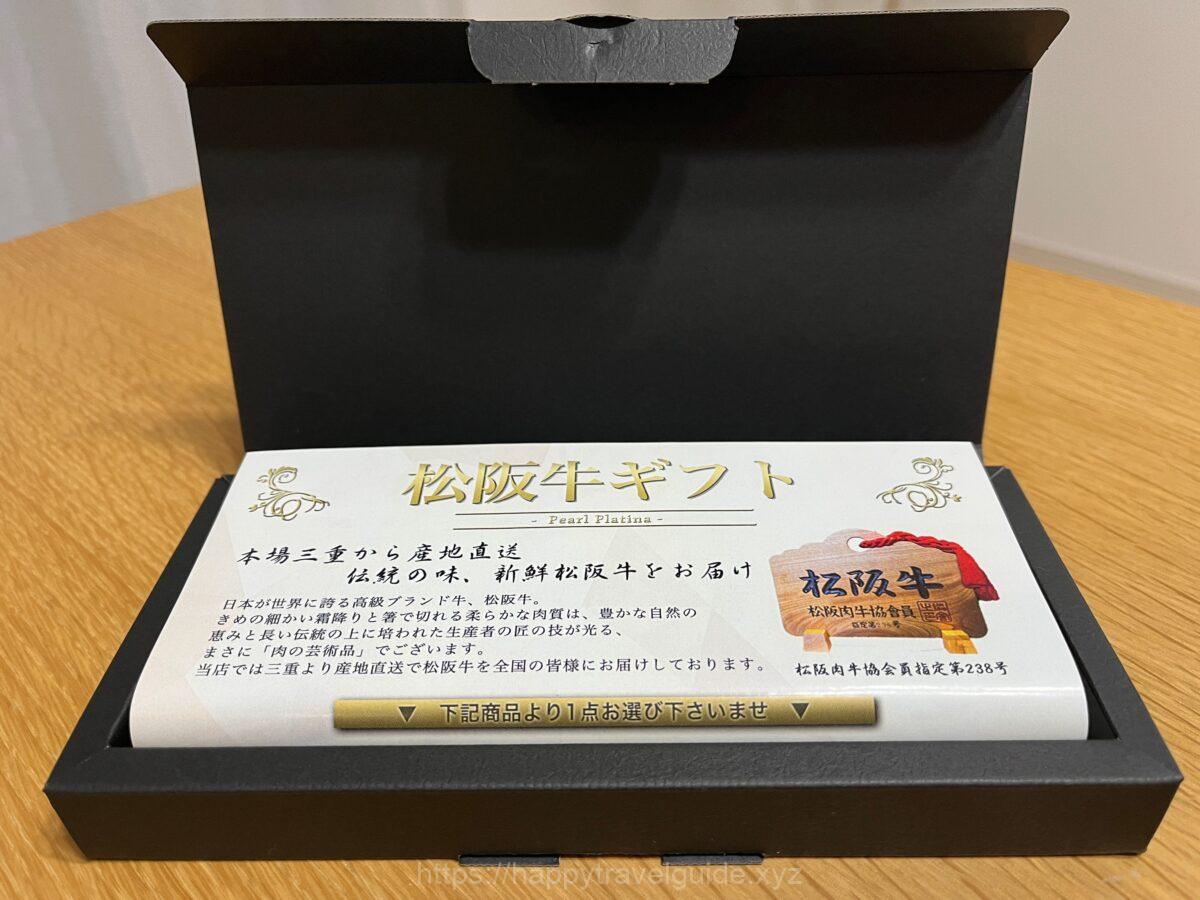 松阪牛ギフト
- Pearl Platina -
本場三重から産地直送
伝統の味、新鮮松阪牛をお届け
日本が世界に誇る高級ブランド牛、松阪牛。
きめの細かい霜降りと箸で切れる柔らかな肉質は、豊かな自然の
恵みと長い伝統の上に培われた生産者の匠の技が光る、
まさに「肉の芸術品」でございます。
当店では三重より産地直送で松阪牛を全国の皆様にお届けしております。
松阪牛
松阪肉牛協會員
松阪肉牛協会員指定第238号
▼ 下記商品より1点お選び下さいませ ▼
https://happytravelguide.xyz